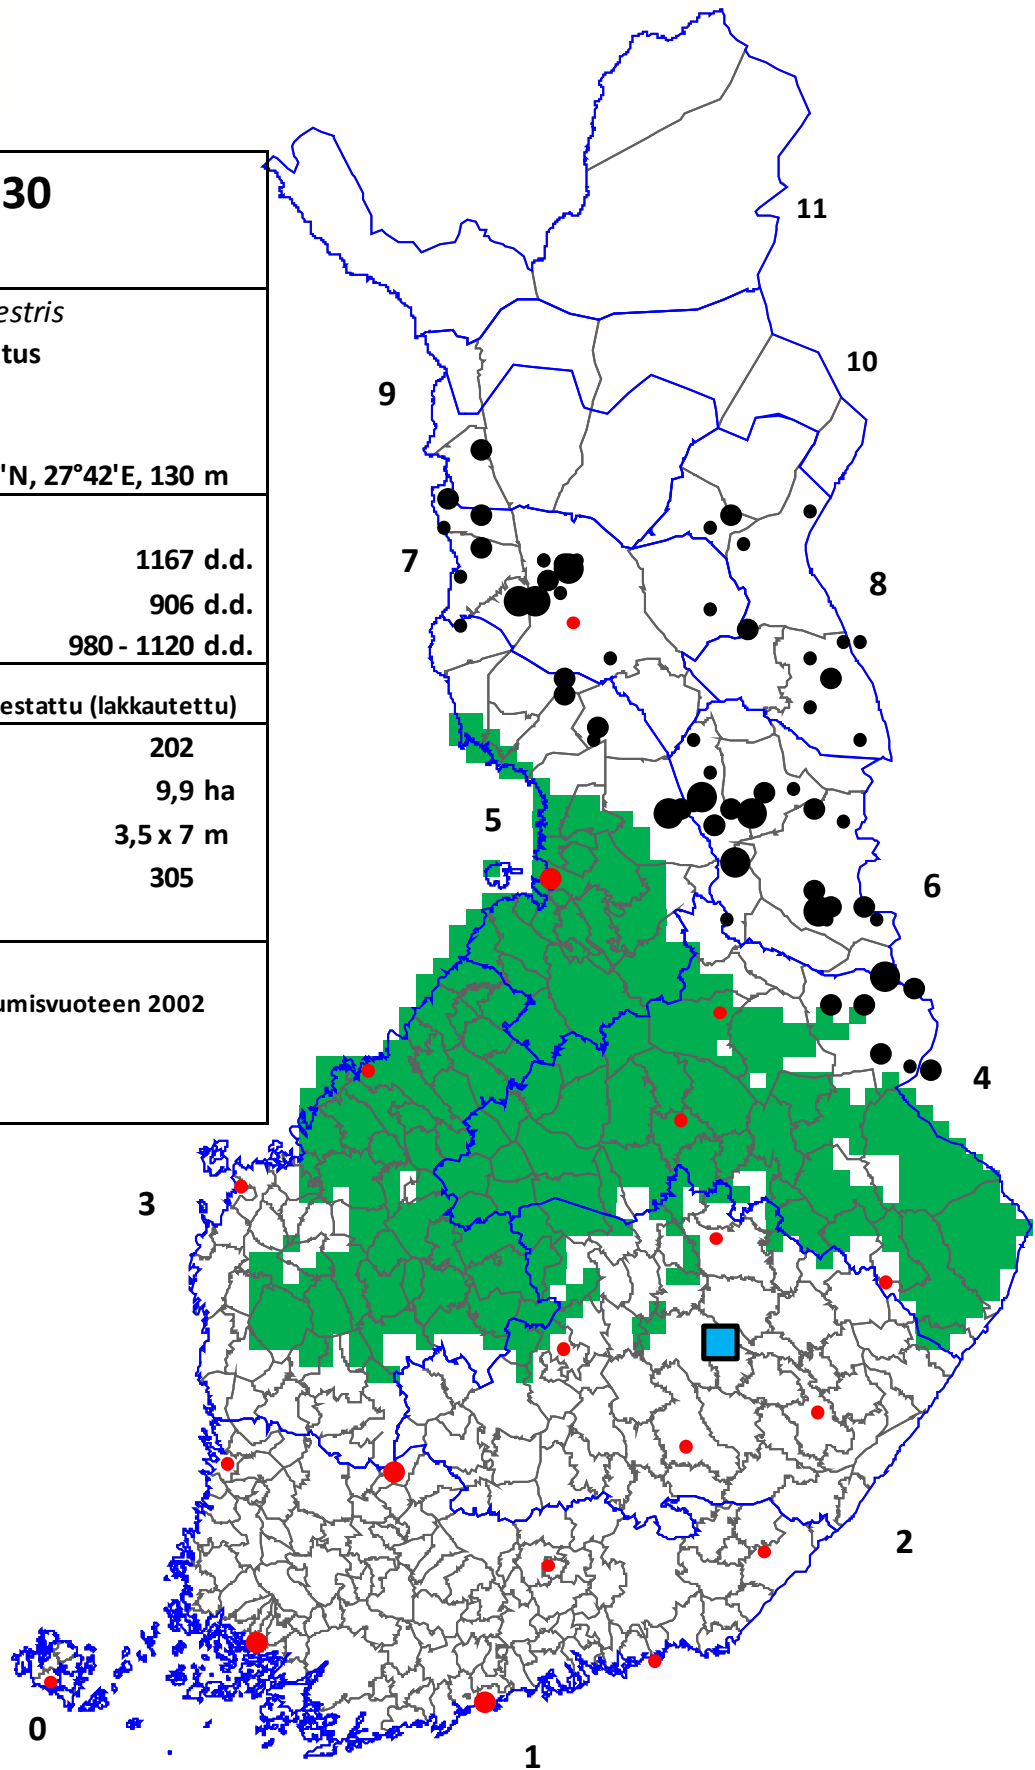 30
estris
tus
'N, 27°42'E, 130 m
1167 d.d.
906 d.d.
980 - 1120 d.d.
estattu (lakkautettu)
202
9,9 ha
3,5 x 7 m
305
umisvuoteen 2002
11
10
9
7
8
5
6
4
3
2
0
1